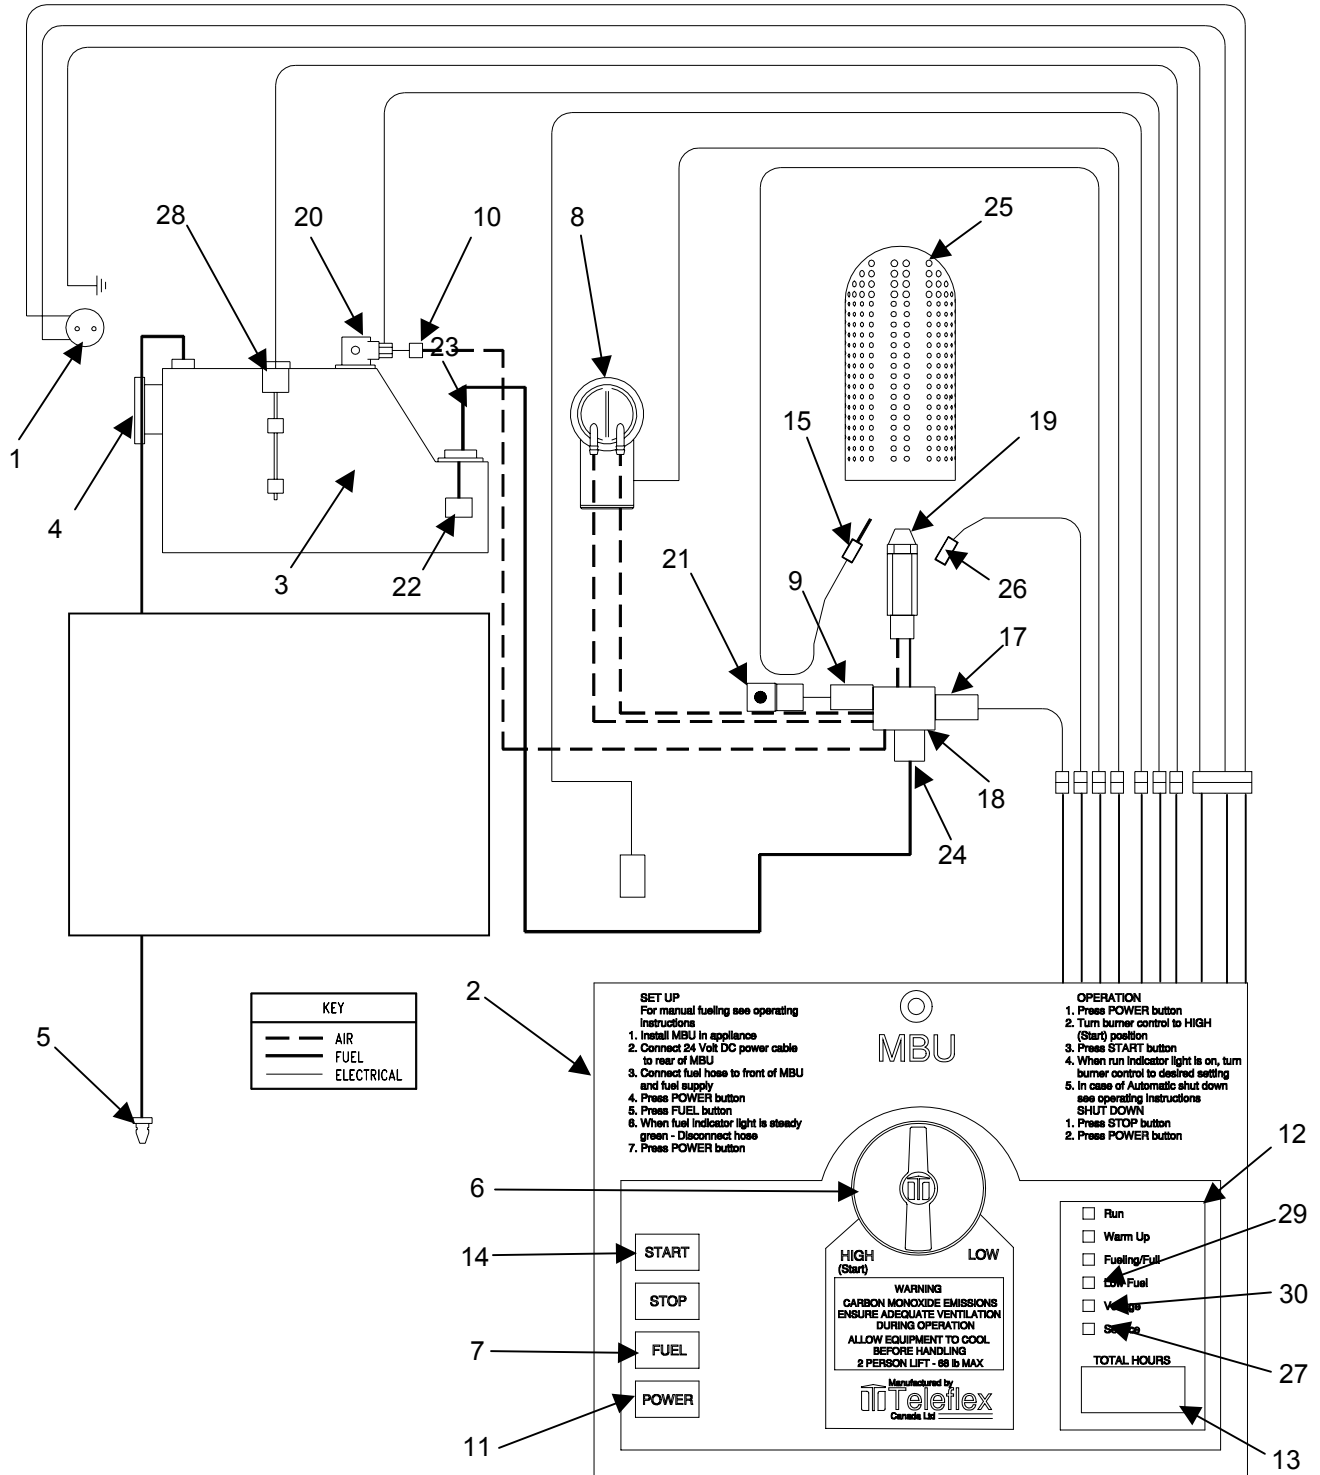 28
20
10
8
25
23
15
19
1
4
3
22
21
9
26
17
18
24
2
5
KEY
AIR
FUEL
ELECTRICAL
SET UP
For manual fueling see operating
instructions
1. Install MBU in appliance
2. Connect 24 Volt DC power cable
to rear of MBU
3. Connect fuel hose to front of MBU
and fuel supply
4. Press POWER button
5. Press FUEL button
6. When fuel indicator light is steady
green - Disconnect hose
7. Press POWER button
MBU
OPERATION
1. Press POWER button
2. Turn burner control to HIGH
(Start) position
3. Press START button
4. When run indicator light is on, turn
burner control to desired setting
5. In case of Automatic shut down
see operating instructions
SHUT DOWN
1. Press STOP button
2. Press POWER button
6
14
7
11
START
STOP
FUEL
POWER
HIGH
(Start)
LOW
WARNING
CARBON MONOXIDE EMISSIONS
ENSURE ADEQUATE VENTILATION
DURING OPERATION
ALLOW EQUIPMENT TO COOL
BEFORE HANDLING
2 PERSON LIFT - 68 lb MAX
Manufactured by
Teleflex
Canada Ltd
Run
Warm Up
Fueling/Full
Low Fuel
Voltage
Service
TOTAL HOURS
12
29
30
27
13